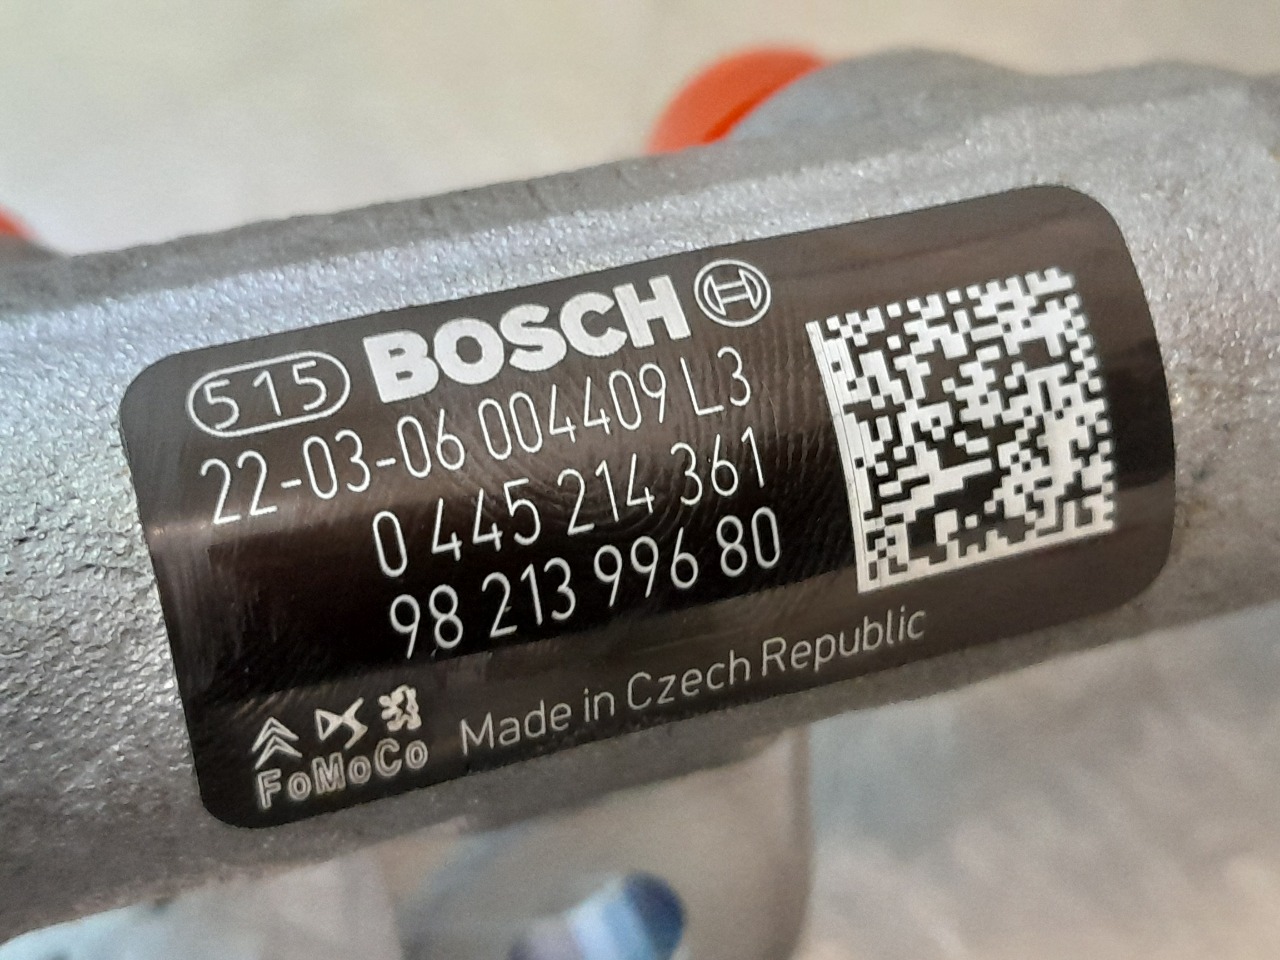 515 BOSCH
22-03-06 004409 L3
0 445 214 361
98 213 996 80
Made in Czech Republic
FoMoCo